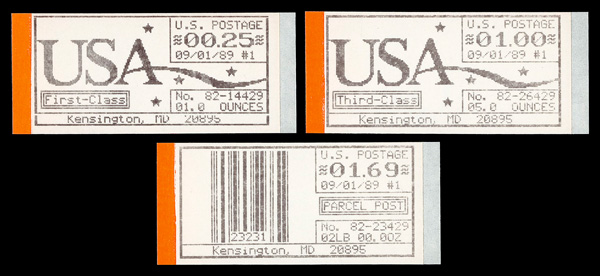 USA
U.S. POSTAGE
00.25
09/01/89 #1
First-Class
No. 82-14429
01.0 OUNCES
Kensington, MD 20895
USA
U.S. POSTAGE
01.00
09/01/89 #1
Third-Class
No. 82-26429
05.0 OUNCES
Kensington, MD 20895
23231
U.S. POSTAGE
01.69
09/01/89 #1
PARCEL POST
No. 82-23429
02LB 00.0OZ
Kensington, MD 20895